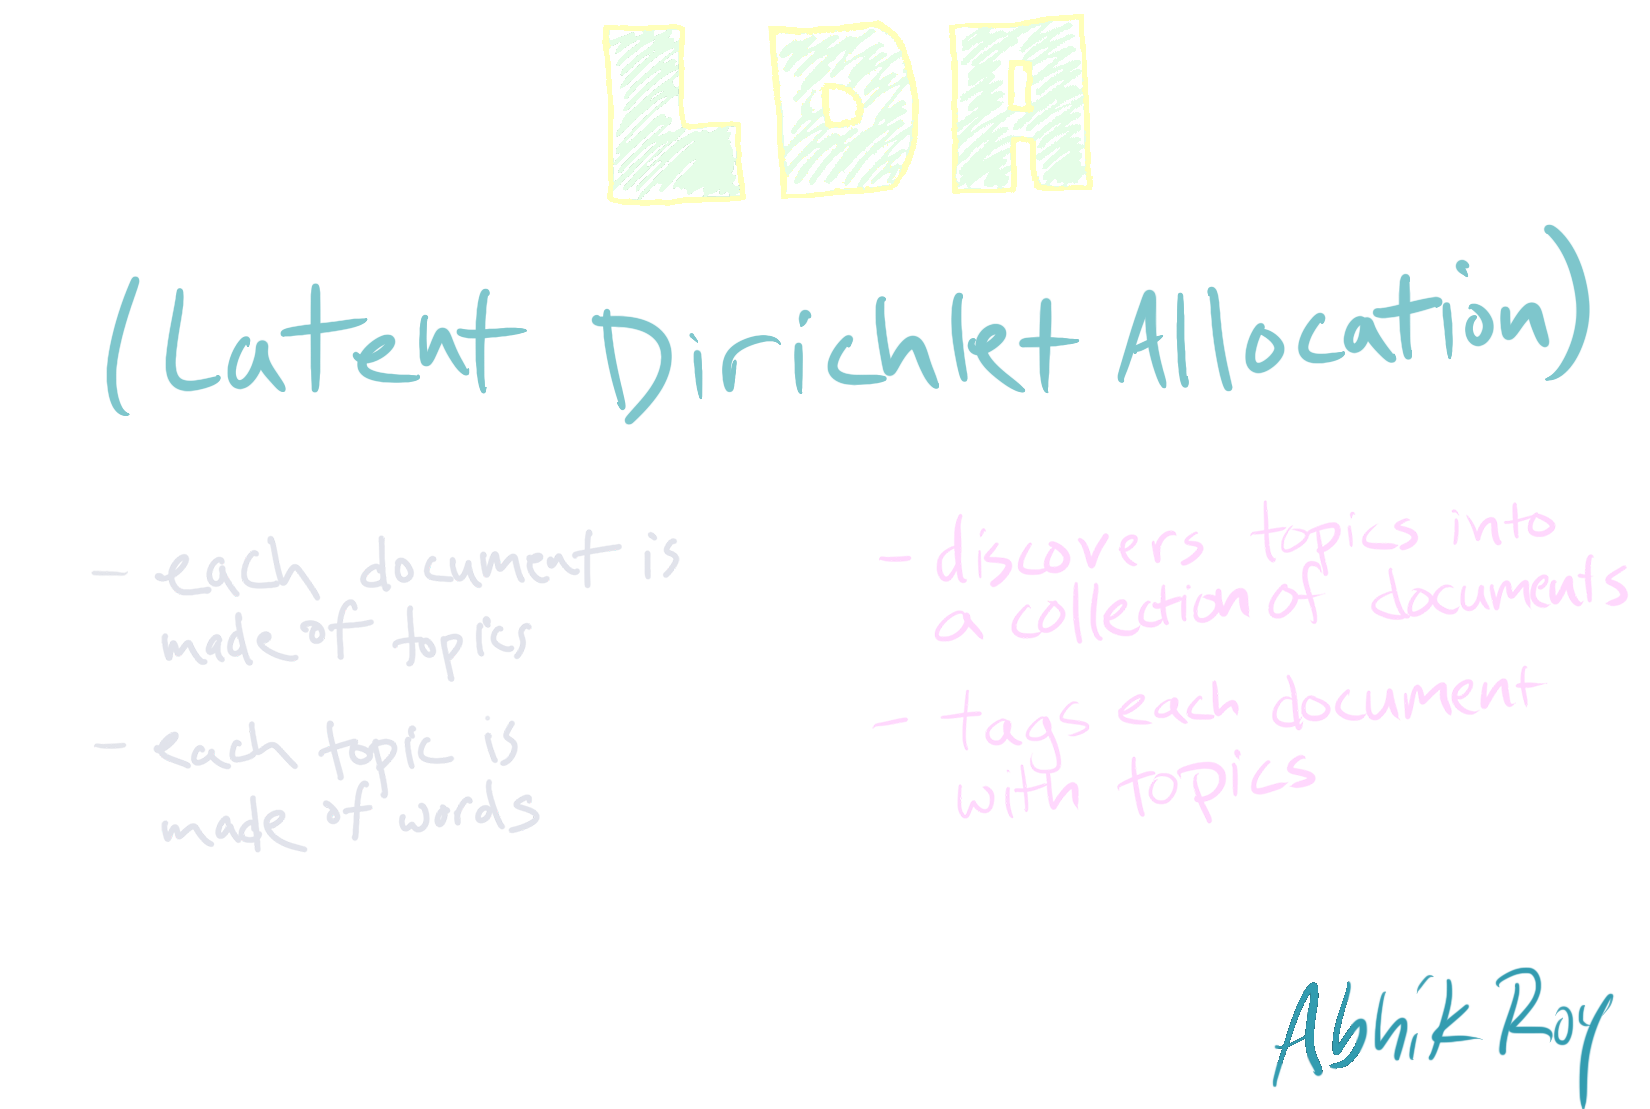 LDA
(Latent Dirichlet Allocation)
- each document is
made of topics
- each topic is
made of words
- discovers topics into
a collection of documents
- tags each document
with topics
Abhik Roy